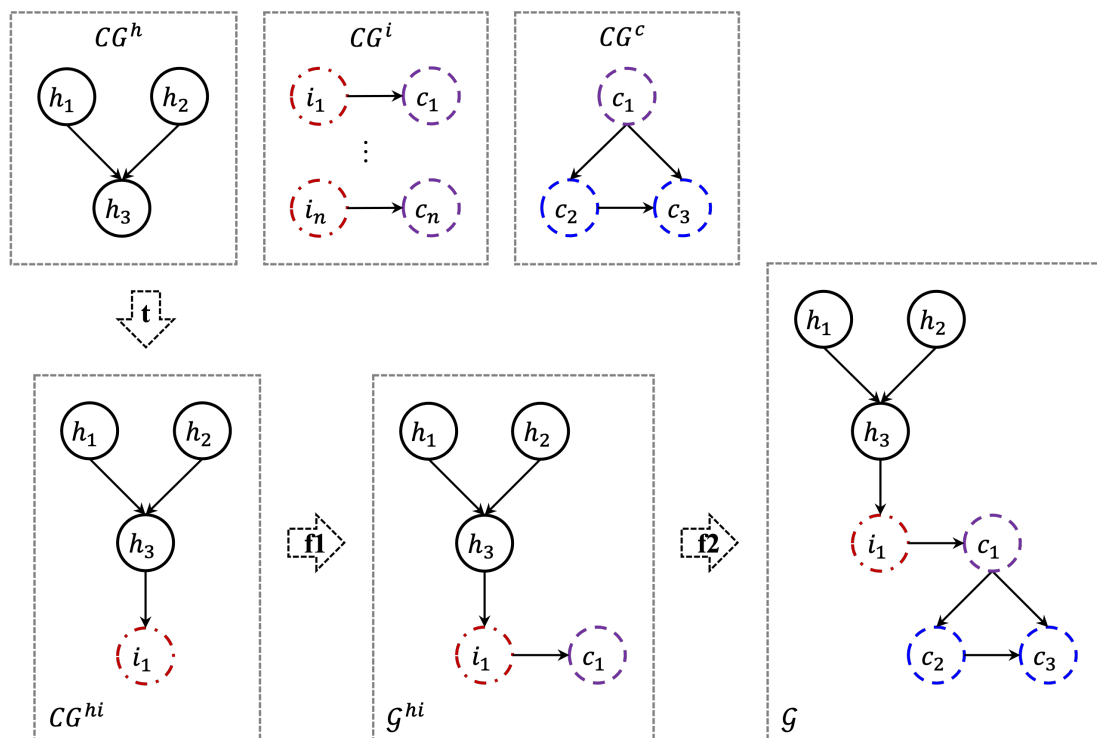 CG^h
h_1 h_2
h_3
CG^i
i_1 c_1
⋮
i_n c_n
CG^c
c_1
c_2 c_3
t
h_1 h_2
h_3
i_1
CG^{hi}
f1
h_1 h_2
h_3
i_1 c_1
𝒢^{hi}
f2
h_1 h_2
h_3
i_1 c_1
c_2 c_3
𝒢